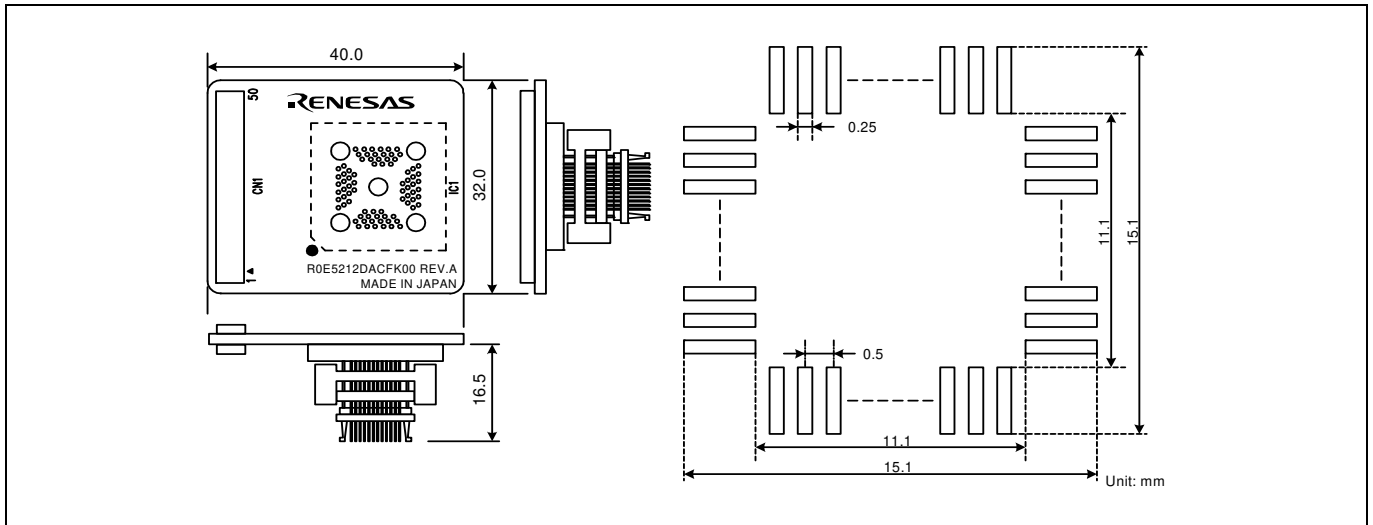 40.0
50
RENESAS
CN1
IC1
32.0
1
R0E5212DACFK00 REV.A
MADE IN JAPAN
16.5
0.25
11.1
15.1
0.5
11.1
15.1
Unit: mm